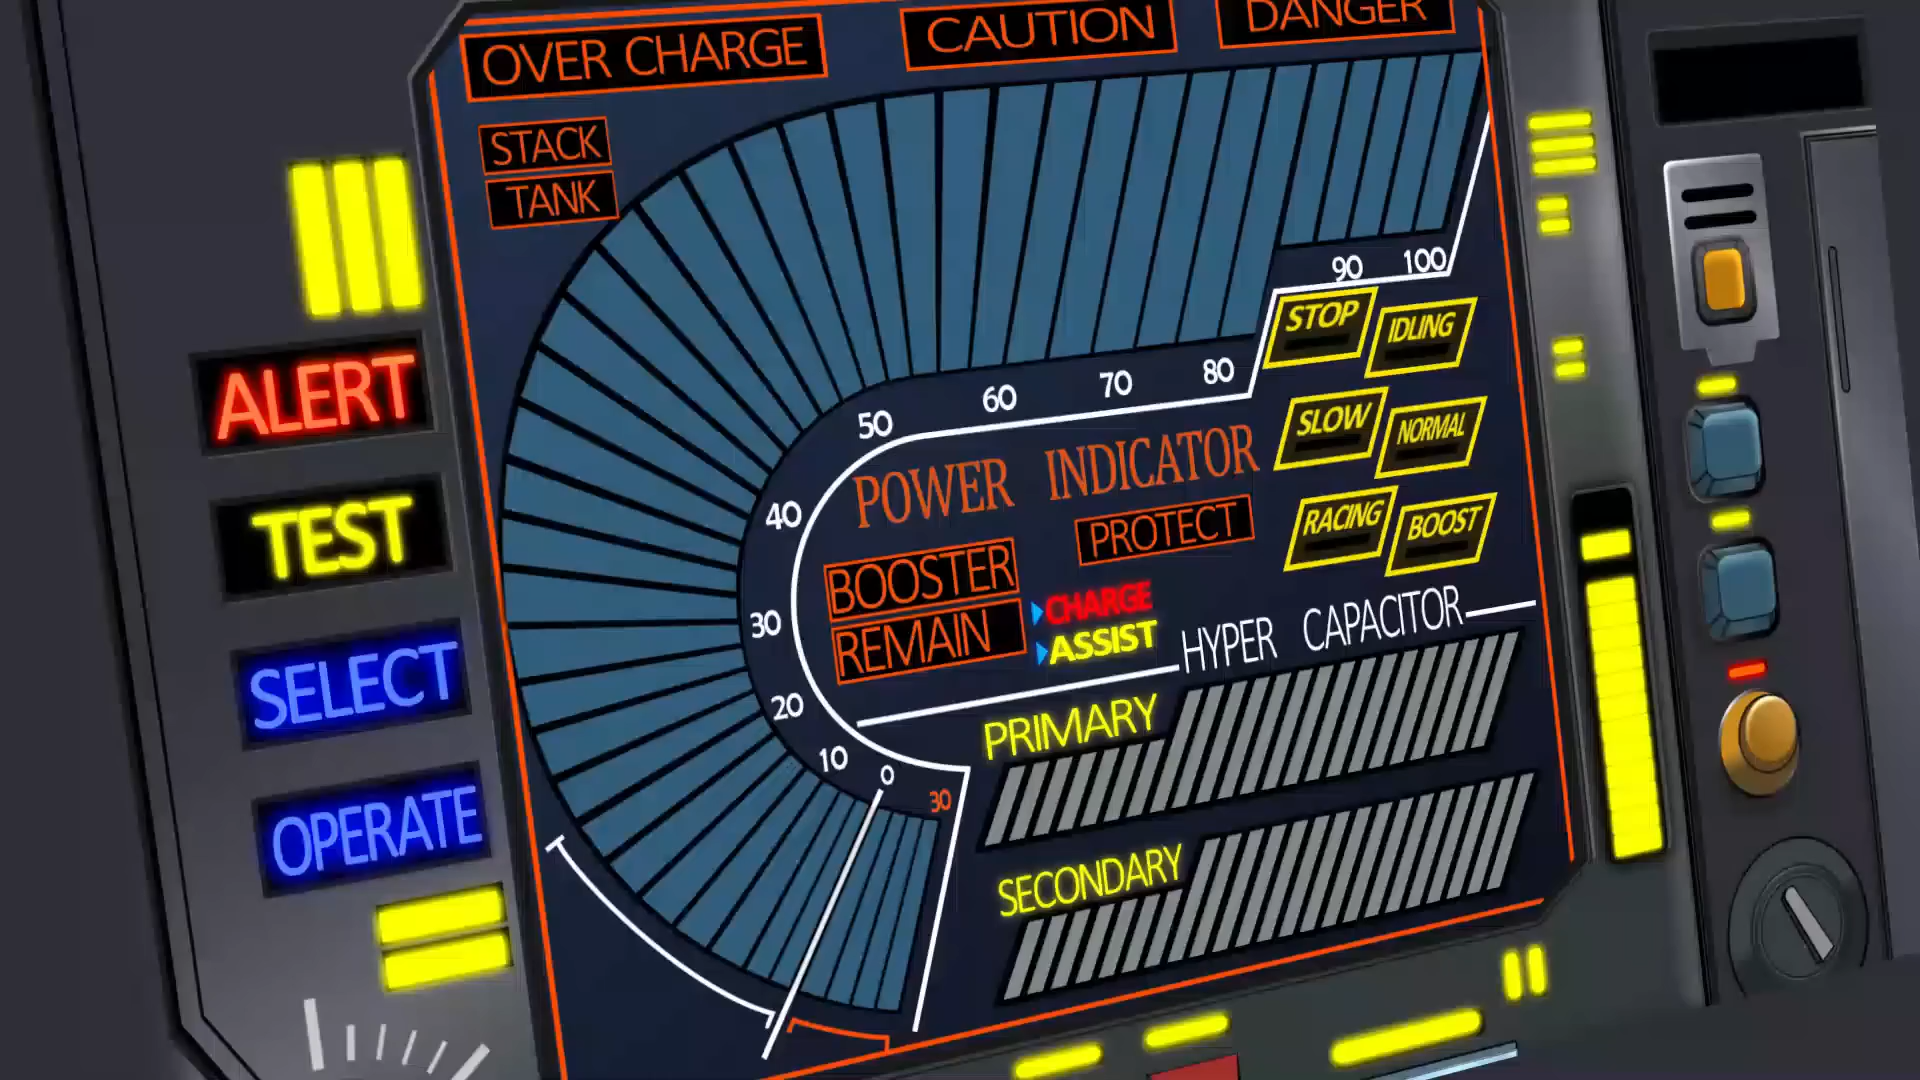 OVER CHARGE
CAUTION
DANGER
STACK
TANK
ALERT
TEST
SELECT
OPERATE
90
100
50
60
70
80
40
30
20
10
0
30
STOP
IDLING
SLOW
NORMAL
RACING
BOOST
POWER INDICATOR
PROTECT
BOOSTER
REMAIN
CHARGE
ASSIST
HYPER CAPACITOR
PRIMARY
SECONDARY